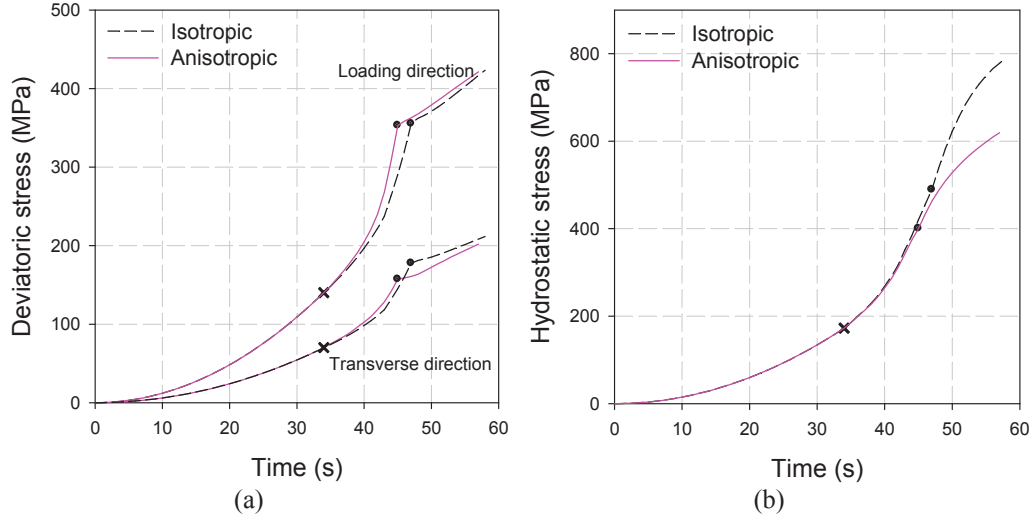 500
400
300
200
100
0
0 10 20 30 40 50 60
Deviatoric stress (MPa)
Time (s)
Isotropic
Anisotropic
Loading direction
Transverse direction
(a)
800
600
400
200
0
0 10 20 30 40 50 60
Hydrostatic stress (MPa)
Time (s)
Isotropic
Anisotropic
(b)